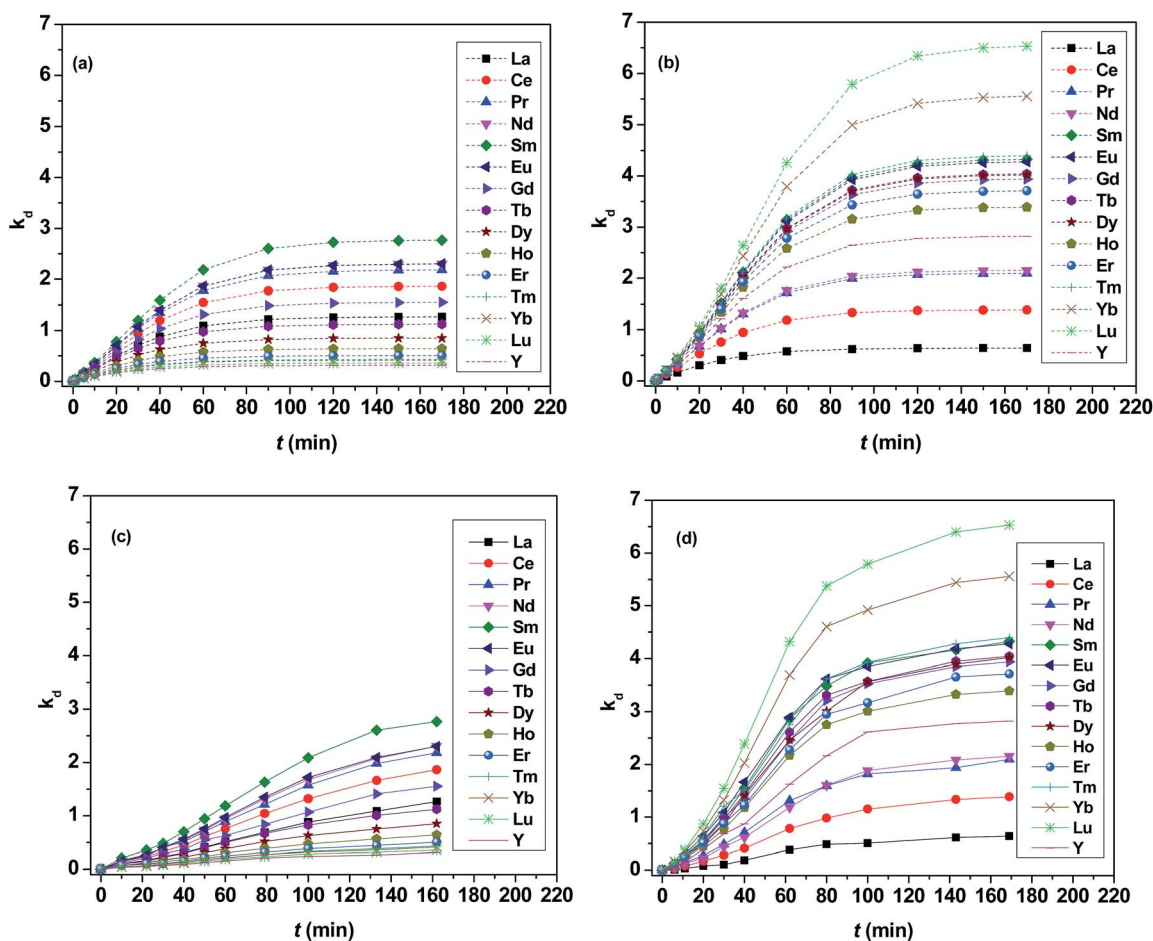 (a)
k_d
7
6
5
4
3
2
1
0
0 20 40 60 80 100 120 140 160 180 200 220
t (min)
La
Ce
Pr
Nd
Sm
Eu
Gd
Tb
Dy
Ho
Er
Tm
Yb
Lu
Y
(b)
k_d
7
6
5
4
3
2
1
0
0 20 40 60 80 100 120 140 160 180 200 220
t (min)
La
Ce
Pr
Nd
Sm
Eu
Gd
Tb
Dy
Ho
Er
Tm
Yb
Lu
Y
(c)
k_d
7
6
5
4
3
2
1
0
0 20 40 60 80 100 120 140 160 180 200 220
t (min)
La
Ce
Pr
Nd
Sm
Eu
Gd
Tb
Dy
Ho
Er
Tm
Yb
Lu
Y
(d)
k_d
7
6
5
4
3
2
1
0
0 20 40 60 80 100 120 140 160 180 200 220
t (min)
La
Ce
Pr
Nd
Sm
Eu
Gd
Tb
Dy
Ho
Er
Tm
Yb
Lu
Y